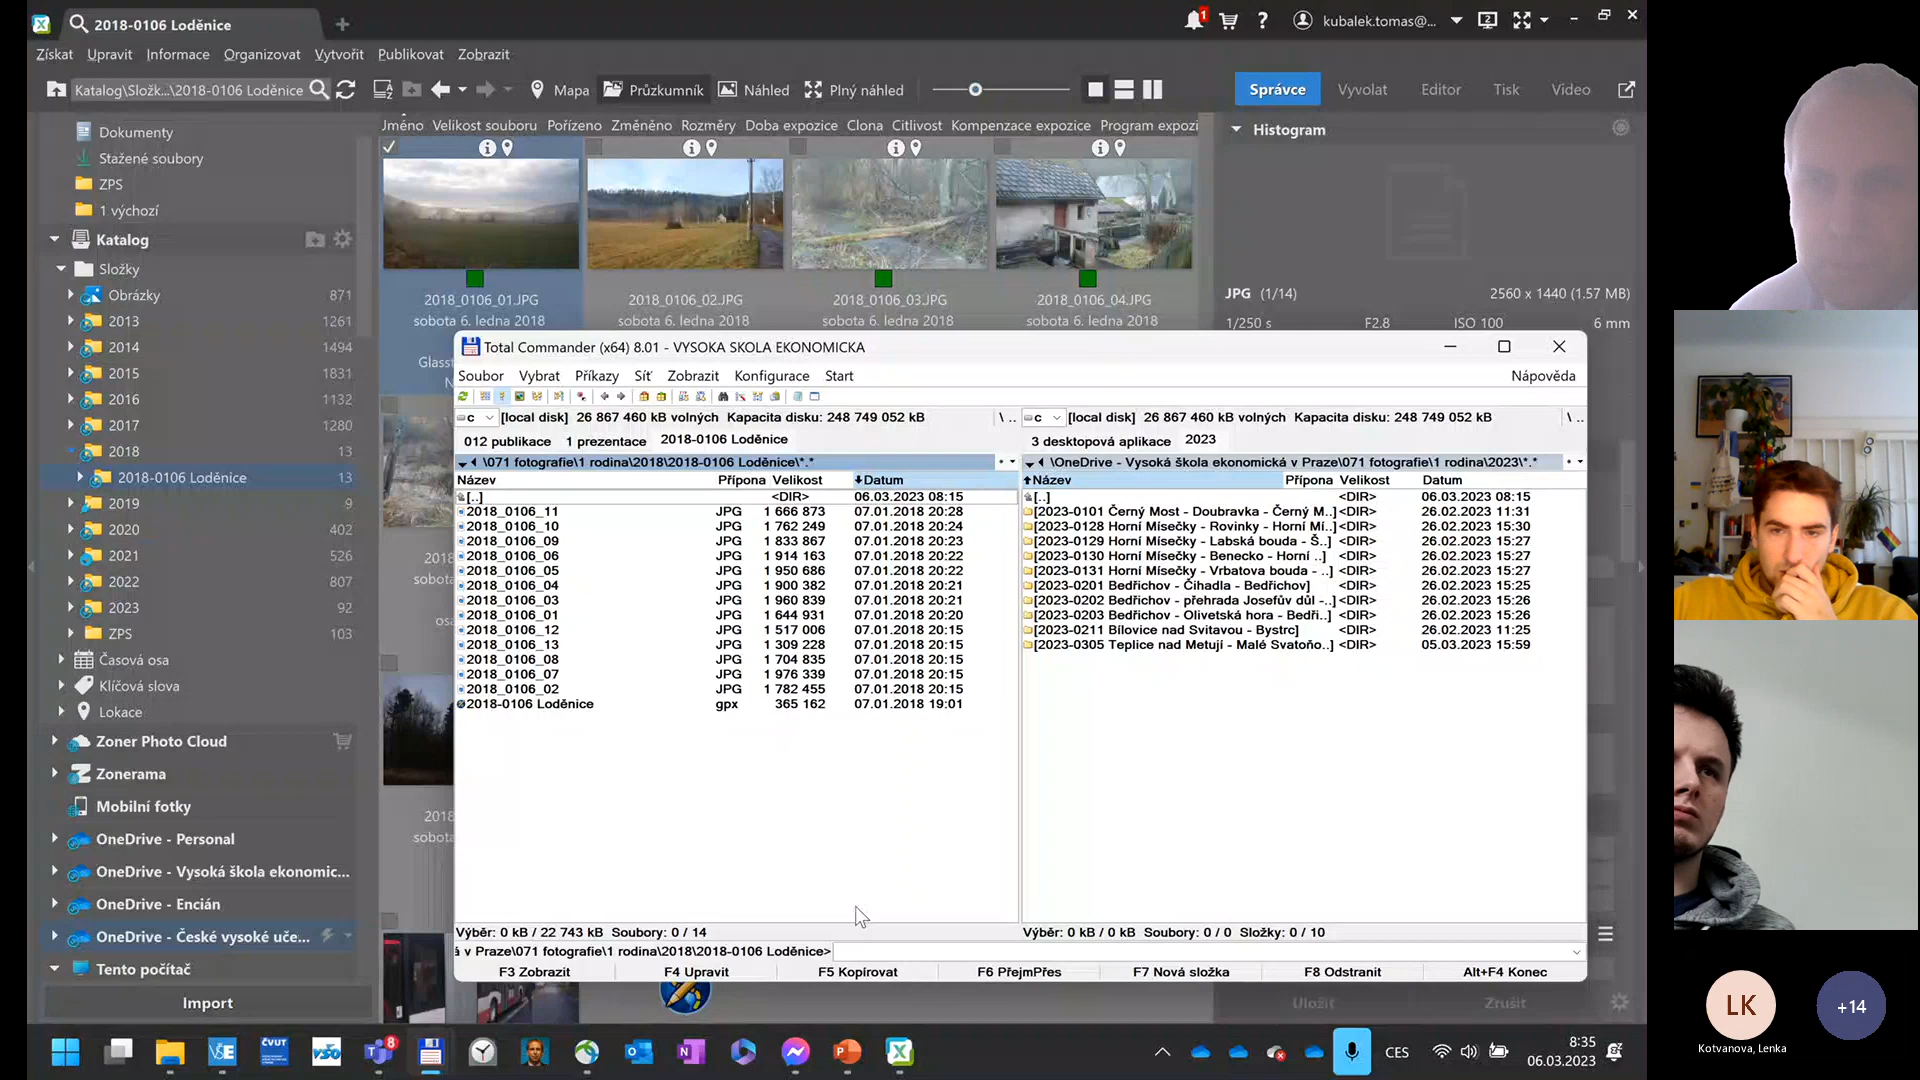 2018-0106 Loděnice
1
kubalek.tomas@...
Získat Upravit Informace Organizovat Vytvořit Publikovat Zobrazit
Katalog\Složk...\2018-0106 Loděnice
Mapa Průzkumník Náhled Plný náhled
Správce Vyvolat Editor Tisk Video
Dokumenty
Stažené soubory
ZPS
1 výchozí
Katalog
Složky
Obrázky 871
2013 1261
2014 1494
2015 1831
2016 1132
2017 1280
2018 13
2018-0106 Loděnice 13
2019 9
2020 402
2021 526
2022 807
2023 92
ZPS 103
Časová osa
Klíčová slova
Lokace
Zoner Photo Cloud
Zonerama
Mobilní fotky
OneDrive - Personal
OneDrive - Vysoká škola ekonomic...
OneDrive - Encián
OneDrive - České vysoké uče...
Tento počítač
Import
Jméno Velikost souboru Pořízeno Změněno Rozměry Doba expozice Clona Citlivost Kompenzace expozice Program expozi
2018_0106_01.JPG
sobota 6. ledna 2018
2018_0106_02.JPG
sobota 6. ledna 2018
2018_0106_03.JPG
sobota 6. ledna 2018
2018_0106_04.JPG
sobota 6. ledna 2018
Histogram
JPG (1/14) 2560 x 1440 (1.57 MB)
1/250 s F2.8 ISO 100 6 mm
Total Commander (x64) 8.01 - VYSOKA SKOLA EKONOMICKA
Soubor Vybrat Příkazy Síť Zobrazit Konfigurace Start Nápověda
c [local disk] 26 867 460 kB volných Kapacita disku: 248 749 052 kB \ ..
012 publikace 1 prezentace 2018-0106 Loděnice
\071 fotografie\1 rodina\2018\2018-0106 Loděnice\*.*
Název Přípona Velikost Datum
[..] <DIR> 06.03.2023 08:15
2018_0106_11 JPG 1 666 873 07.01.2018 20:28
2018_0106_10 JPG 1 762 249 07.01.2018 20:24
2018_0106_09 JPG 1 833 867 07.01.2018 20:23
2018_0106_06 JPG 1 914 163 07.01.2018 20:22
2018_0106_05 JPG 1 950 686 07.01.2018 20:22
2018_0106_04 JPG 1 900 382 07.01.2018 20:21
2018_0106_03 JPG 1 960 839 07.01.2018 20:21
2018_0106_01 JPG 1 644 931 07.01.2018 20:20
2018_0106_12 JPG 1 517 006 07.01.2018 20:15
2018_0106_13 JPG 1 309 228 07.01.2018 20:15
2018_0106_08 JPG 1 704 835 07.01.2018 20:15
2018_0106_07 JPG 1 976 339 07.01.2018 20:15
2018_0106_02 JPG 1 782 455 07.01.2018 20:15
2018-0106 Loděnice gpx 365 162 07.01.2018 19:01
Výběr: 0 kB / 22 743 kB Soubory: 0 / 14
c [local disk] 26 867 460 kB volných Kapacita disku: 248 749 052 kB \ ..
3 desktopová aplikace 2023
\OneDrive - Vysoká škola ekonomická v Praze\071 fotografie\1 rodina\2023\*.*
Název Přípona Velikost Datum
[..] <DIR> 06.03.2023 08:15
[2023-0101 Černý Most - Doubravka - Černý M..] <DIR> 26.02.2023 11:31
[2023-0128 Horní Mísečky - Rovinky - Horní Mí..] <DIR> 26.02.2023 15:30
[2023-0129 Horní Mísečky - Labská bouda - Š..] <DIR> 26.02.2023 15:27
[2023-0130 Horní Mísečky - Benecko - Horní ..] <DIR> 26.02.2023 15:27
[2023-0131 Horní Mísečky - Vrbatova bouda - ..] <DIR> 26.02.2023 15:27
[2023-0201 Bedřichov - Čihadla - Bedřichov] <DIR> 26.02.2023 15:25
[2023-0202 Bedřichov - přehrada Josefův důl -..] <DIR> 26.02.2023 15:26
[2023-0203 Bedřichov - Olivetská hora - Bedři..] <DIR> 26.02.2023 15:26
[2023-0211 Bílovice nad Svitavou - Bystrc] <DIR> 26.02.2023 11:25
[2023-0305 Teplice nad Metují - Malé Svatoňo..] <DIR> 05.03.2023 15:59
Výběr: 0 kB / 0 kB Soubory: 0 / 0 Složky: 0 / 10
v Praze\071 fotografie\1 rodina\2018\2018-0106 Loděnice>
F3 Zobrazit F4 Upravit F5 Kopírovat F6 PřejmPřes F7 Nová složka F8 Odstranit Alt+F4 Konec
Uložit Zrušit
VŠE ČVUT VŠO 8
CES 8:35
06.03.2023
LK
+14
Kotvanova, Lenka